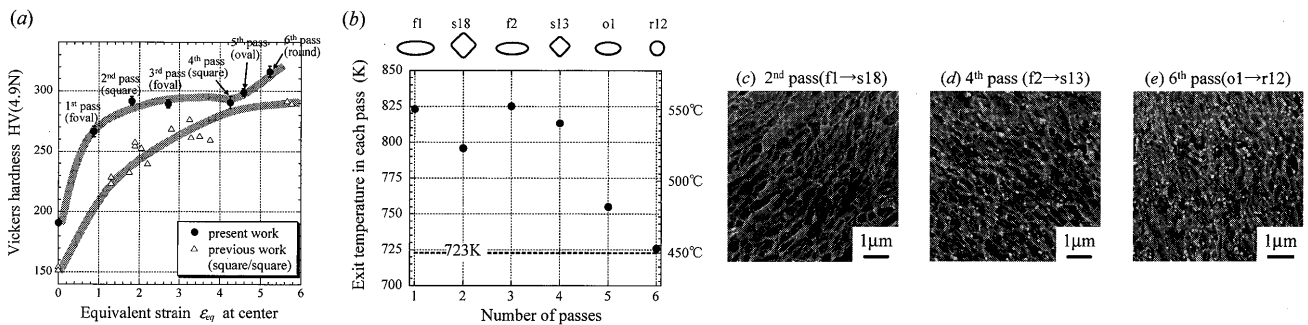 (a)
Vickers hardness HV(4.9N)
350
300
250
200
150
0
1
2
3
4
5
6
Equivalent strain εeq at center
1st pass
(foval)
2nd pass
(square)
3rd pass
(foval)
4th pass
(square)
5th pass
(oval)
6th pass
(round)
present work
previous work
(square/square)
(b)
f1 s18 f2 s13 o1 r12
Exit temperature in each pass (K)
850
825
800
775
750
725
700
675
550℃
500℃
450℃
723K
1
2
3
4
5
6
Number of passes
(c) 2nd pass(f1→s18)
1μm
(d) 4th pass (f2→s13)
1μm
(e) 6th pass(o1→r12)
1μm